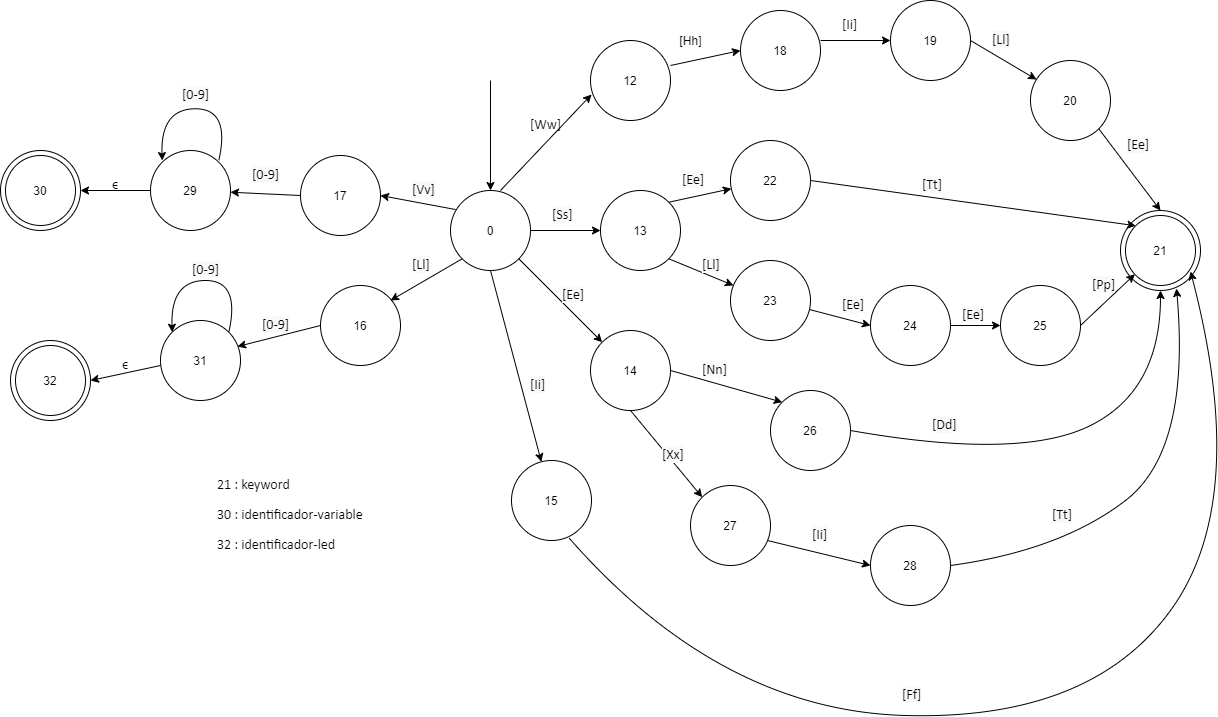 [Hh]
[Ii]
19
[Ll]
18
12
20
[0-9]
[Ww]
[Ee]
[0-9]
[Ee]
22
[Tt]
30
ϵ
29
17
[Vv]
[Ss]
0
13
21
[0-9]
[Ll]
[Ee]
[Ll]
23
[Ee]
[Ee]
[Pp]
[0-9]
16
24
25
32
ϵ
31
14
[Nn]
[Ii]
26
[Dd]
[Xx]
21 : keyword
15
30 : identificador-variable
27
[Ii]
[Tt]
32 : identificador-led
28
[Ff]